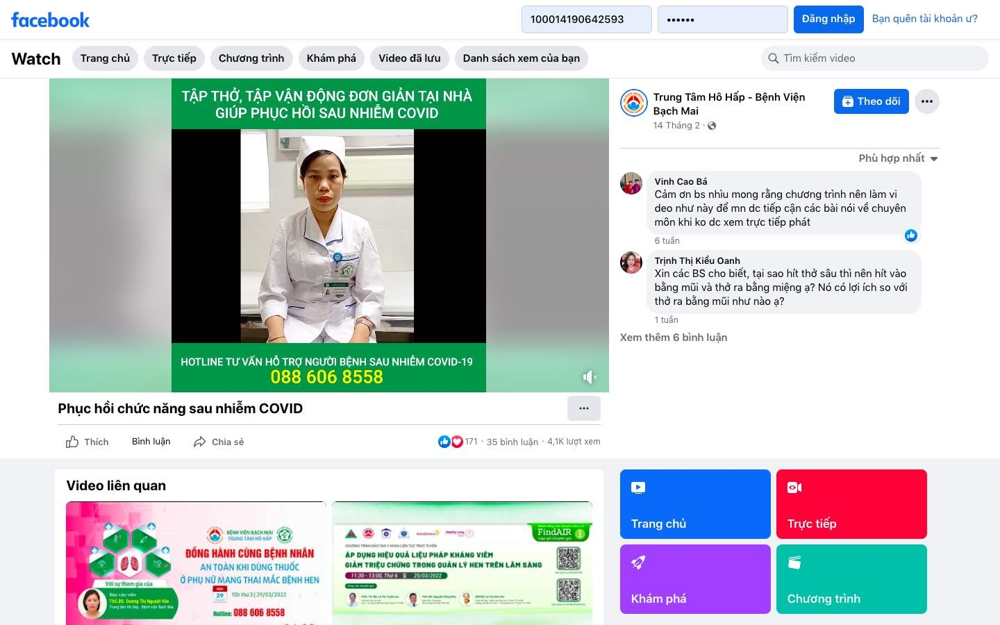 facebook
100014190642593
••••••
Đăng nhập
Bạn quên tài khoản ư?
Watch
Trang chủ
Trực tiếp
Chương trình
Khám phá
Video đã lưu
Danh sách xem của bạn
Tìm kiếm video
TẬP THỞ, TẬP VẬN ĐỘNG ĐƠN GIẢN TẠI NHÀ
GIÚP PHỤC HỒI SAU NHIỄM COVID
HOTLINE TƯ VẤN HỖ TRỢ NGƯỜI BỆNH SAU NHIỄM COVID-19
088 606 8558
Phục hồi chức năng sau nhiễm COVID
Thích
Bình luận
Chia sẻ
171 · 35 bình luận · 4,1K lượt xem
Trung Tâm Hô Hấp - Bệnh Viện
Bạch Mai
14 Tháng 2 ·
Theo dõi
Phù hợp nhất
Vinh Cao Bá
Cảm ơn bs nhìu mong rằng chương trình nên làm vi
deo như này để mn dc tiếp cận các bài nói về chuyên
môn khi ko dc xem trực tiếp phát
6 tuần
Trịnh Thị Kiều Oanh
Xin các BS cho biết, tại sao hít thở sâu thì nên hít vào
bằng mũi và thở ra bằng miệng ạ? Nó có lợi ích so với
thở ra bằng mũi như nào ạ?
1 tuần
Xem thêm 6 bình luận
Video liên quan
BỆNH VIỆN BẠCH MAI
TRUNG TÂM HÔ HẤP
ĐỒNG HÀNH CÙNG BỆNH NHÂN
AN TOÀN KHI DÙNG THUỐC
Ở PHỤ NỮ MANG THAI MẮC BỆNH HEN
2022
29
15h thứ 3 | 29/03/2022
Hotline: 088 606 8558
Với sự tham gia của
Báo cáo viên
ThS.BS. Dương Thị Nguyệt Vân
Trung tâm Hô hấp - Bệnh viện Bạch Mai
AstraZeneca
Healthy Lung
FindAIR 1
Gặp gỡ chuyên gia
CHƯƠNG TRÌNH ĐÀO TẠO Y KHOA LIÊN TỤC TRỰC TUYẾN
ÁP DỤNG HIỆU QUẢ LIỆU PHÁP KHÁNG VIÊM
GIẢM TRIỆU CHỨNG TRONG QUẢN LÝ HEN TRÊN LÂM SÀNG
11:30 - 13:00, Thứ 6
25/03/2022
Trang chủ
Trực tiếp
Khám phá
Chương trình